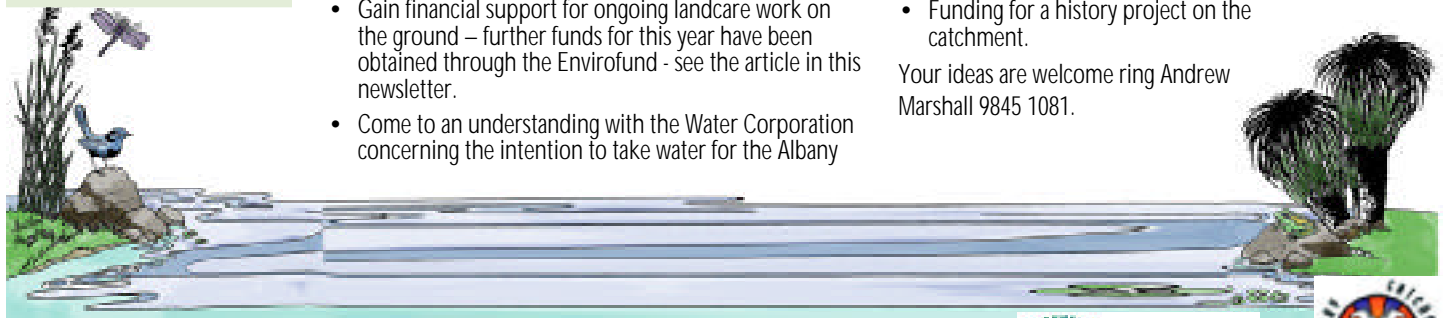 • Gain financial support for ongoing landcare work on
the ground – further funds for this year have been
obtained through the Envirofund - see the article in this
newsletter.
• Come to an understanding with the Water Corporation
concerning the intention to take water for the Albany
• Funding for a history project on the
catchment.
Your ideas are welcome ring Andrew
Marshall 9845 1081.